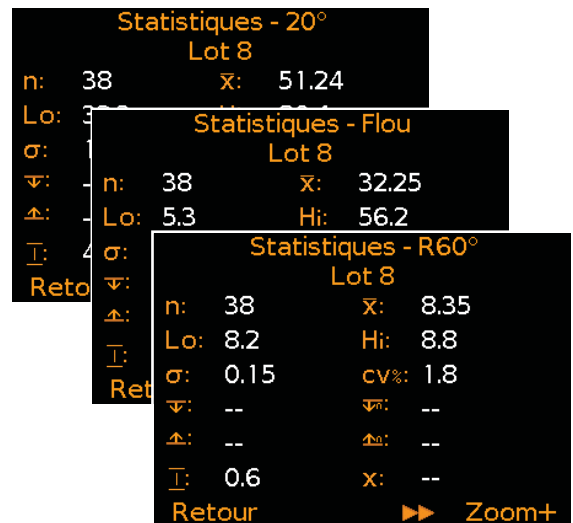 Statistiques - 20°
Lot 8
n: 38 x̅: 51.24
Lo:
σ:
↧: -
↥: -
Statistiques - Flou
Lot 8
n: 38 x̅: 32.25
Lo: 5.3 Hi: 56.2
σ:
Statistiques - R60°
Lot 8
n: 38 x̅: 8.35
Lo: 8.2 Hi: 8.8
σ: 0.15 cv%: 1.8
↧: -- ↧n: --
↥: -- ↥n: --
I: 0.6 x: --
Retour ▶▶ Zoom+